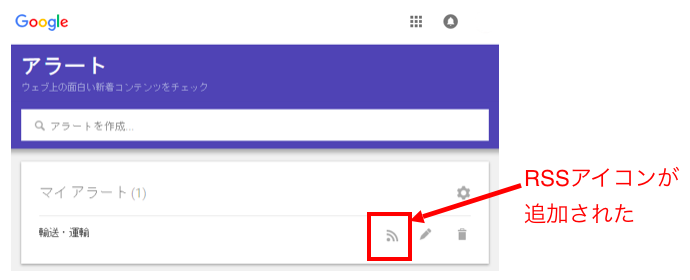 Google
アラート
ウェブ上の面白い新着コンテンツをチェック
アラートを作成...
マイ アラート (1)
輸送・運輸
RSSアイコンが
追加された